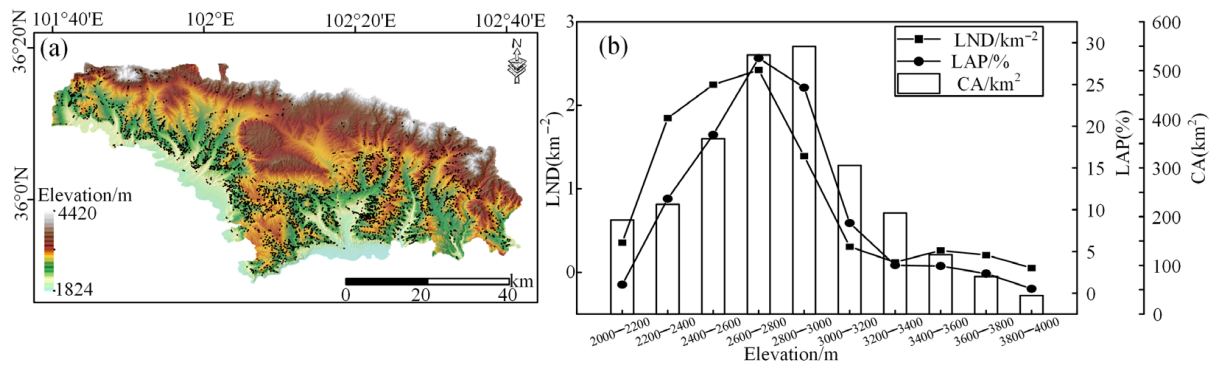 101°40'E 102°E 102°20'E 102°40'E
36°20'N
36°0'N
(a)
N
Elevation/m
4420
1824
km
0 20 40
(b)
LND/km⁻²
LAP/%
CA/km²
LND(km⁻²)
3
2
1
0
LAP(%)
30
25
20
15
10
5
0
CA(km²)
600
500
400
300
200
100
0
2000—2200
2200—2400
2400—2600
2600—2800
2800—3000
3000—3200
3200—3400
3400—3600
3600—3800
3800—4000
Elevation/m